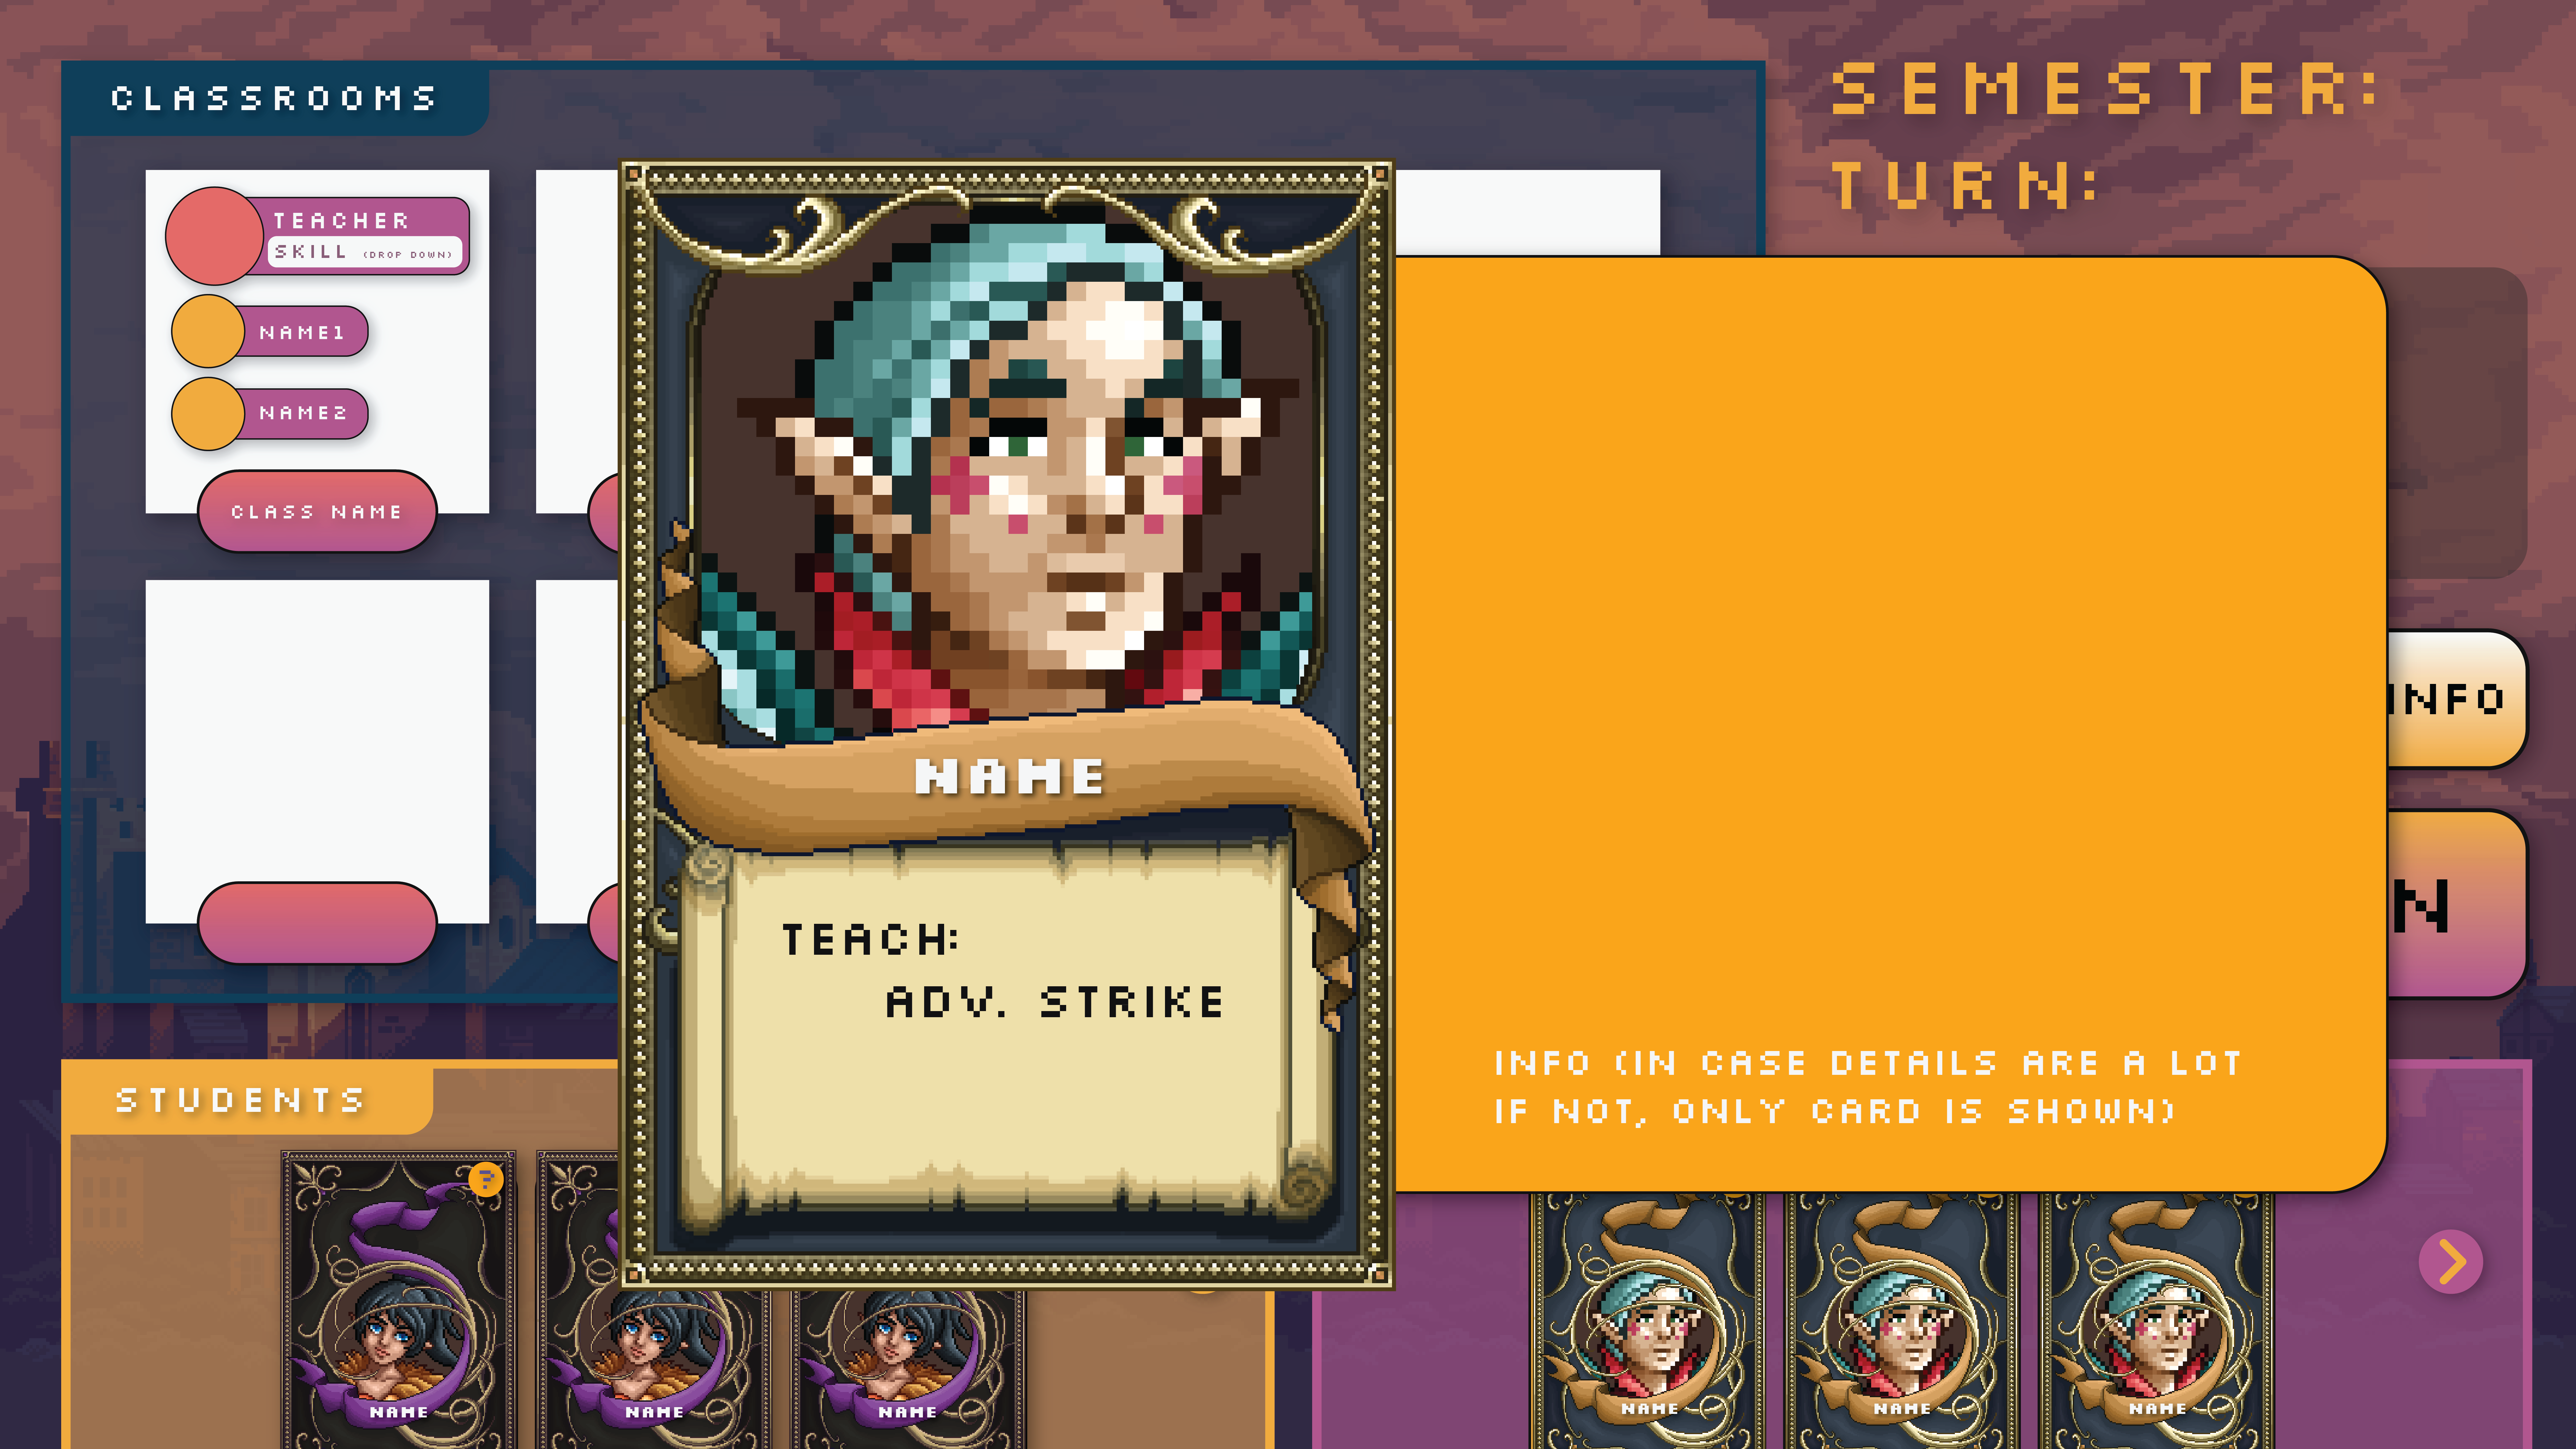 CLASSROOMS
SEMESTER:
TURN:
TEACHER
SKILL (DROP DOWN)
NAME1
NAME2
CLASS NAME
INFO
N
NAME
TEACH:
ADV. STRIKE
INFO (IN CASE DETAILS ARE A LOT
IF NOT, ONLY CARD IS SHOWN)
STUDENTS
?
NAME
NAME
NAME
NAME
NAME
NAME